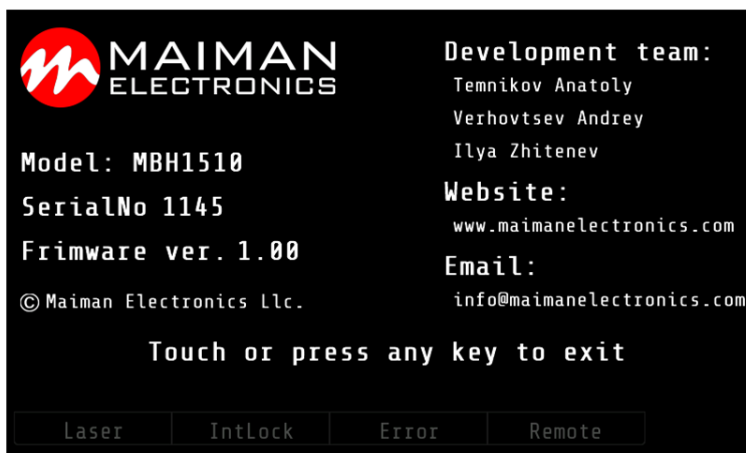 MAIMAN
ELECTRONICS
Model: MBH1510
SerialNo 1145
Frimware ver. 1.00
© Maiman Electronics Llc.
Development team:
Temnikov Anatoly
Verhovtsev Andrey
Ilya Zhitenev
Website:
www.maimanelectronics.com
Email:
info@maimanelectronics.com
Touch or press any key to exit
Laser IntLock Error Remote